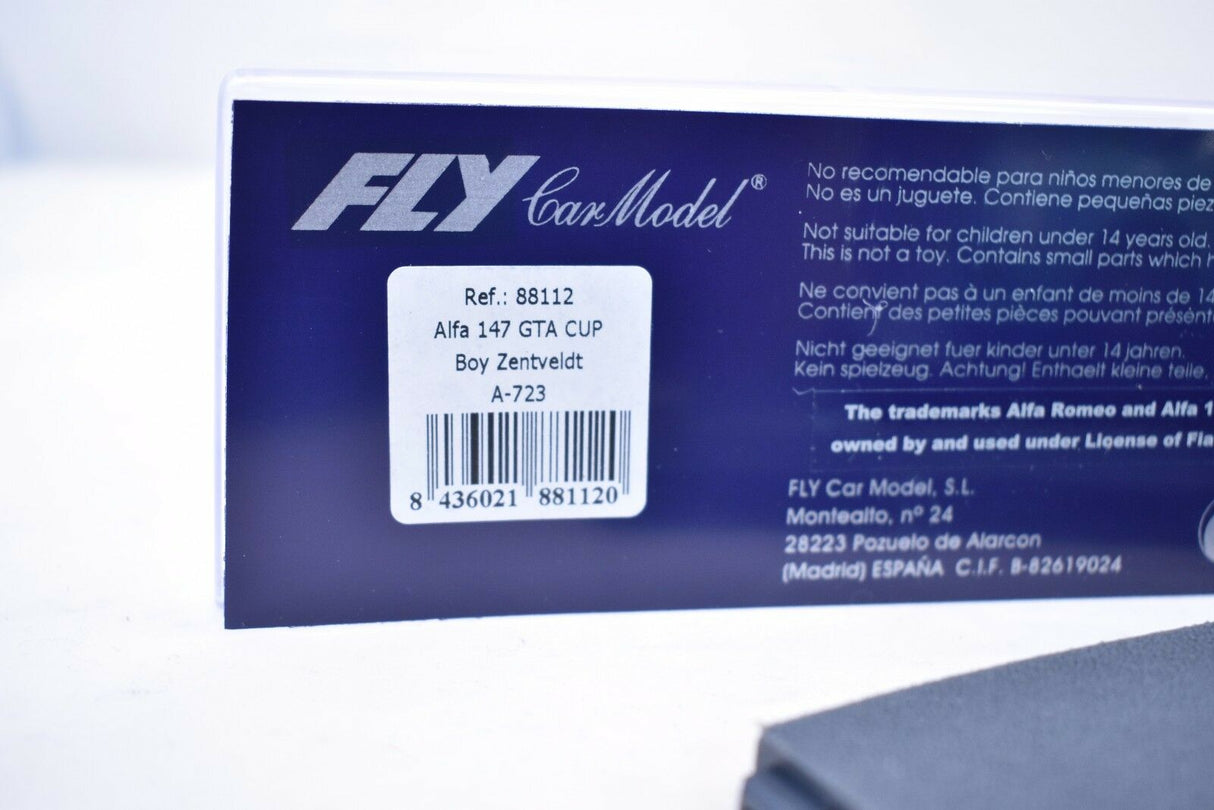 FLY Car Model®
Ref.: 88112
Alfa 147 GTA CUP
Boy Zentveldt
A-723
8 436021 881120
No recomendable para niños menores de
No es un juguete. Contiene pequeñas piez
Not suitable for children under 14 years old.
This is not a toy. Contains small parts which h
Ne convient pas à un enfant de moins de 14
Contient des petites pièces pouvant présent
Nicht geeignet fuer kinder unter 14 jahren.
Kein spielzeug. Achtung! Enthaelt kleine teile,
The trademarks Alfa Romeo and Alfa 1
owned by and used under License of Fia
FLY Car Model, S.L.
Montealto, nº 24
28223 Pozuelo de Alarcon
(Madrid) ESPAÑA C.I.F. B-82619024